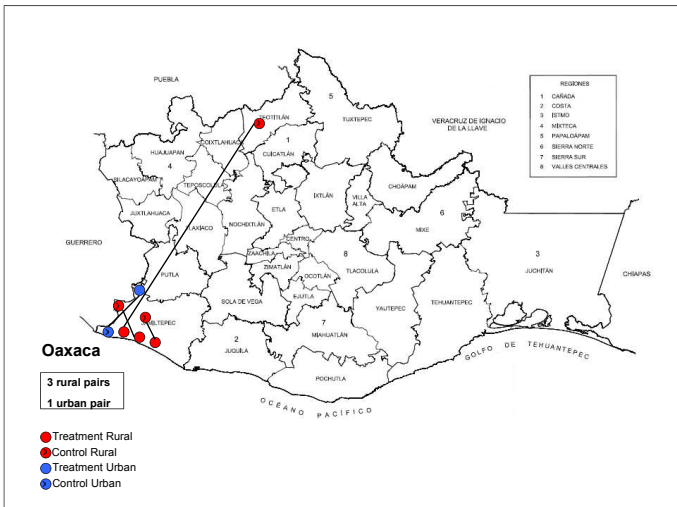 PUEBLA
5
TEOTITLÁN
TUXTEPEC
VERACRUZ DE IGNACIO
DE LA LLAVE
REGIONES
1 CAÑADA
2 COSTA
3 ISTMO
4 MIXTECA
5 PAPALOÁPAM
6 SIERRA NORTE
7 SIERRA SUR
8 VALLES CENTRALES
1
COIXTLAHUACA
HUAJUAPAN
4
CUICATLÁN
SILACAYOAPAM
TEPOSCOLULA
IXTLÁN
VILLA
ALTA
CHOÁPAM
6
JUXTLAHUACA
NOCHIXTLÁN
ETLA
MIXE
TLAXIACO
GUERRERO
CENTRO
ZAACHILA
8
3
JUCHITÁN
CHIAPAS
PUTLA
ZIMATLÁN
OCOTLÁN
TLACOLULA
SOLA DE VEGA
EJUTLA
YAUTEPEC
TEHUANTEPEC
7
MIAHUATLÁN
2
JUQUILA
POCHUTLA
GOLFO DE TEHUANTEPEC
OCÉANO PACÍFICO
Oaxaca
3 rural pairs
1 urban pair
Treatment Rural
Control Rural
Treatment Urban
Control Urban